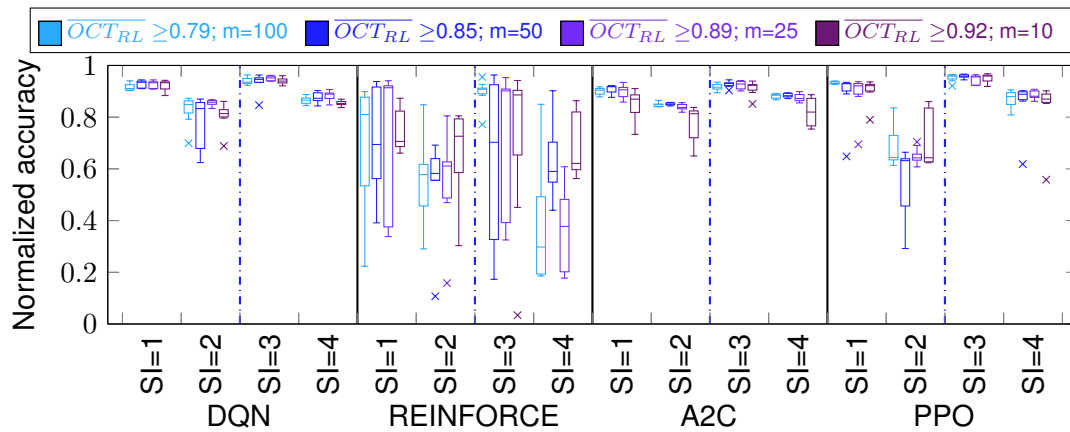 OCT_RL ≥0.79; m=100 OCT_RL ≥0.85; m=50 OCT_RL ≥0.89; m=25 OCT_RL ≥0.92; m=10
Normalized accuracy
1
0.8
0.6
0.4
0.2
0
SI=1 SI=2 SI=3 SI=4 SI=1 SI=2 SI=3 SI=4 SI=1 SI=2 SI=3 SI=4 SI=1 SI=2 SI=3 SI=4
DQN REINFORCE A2C PPO